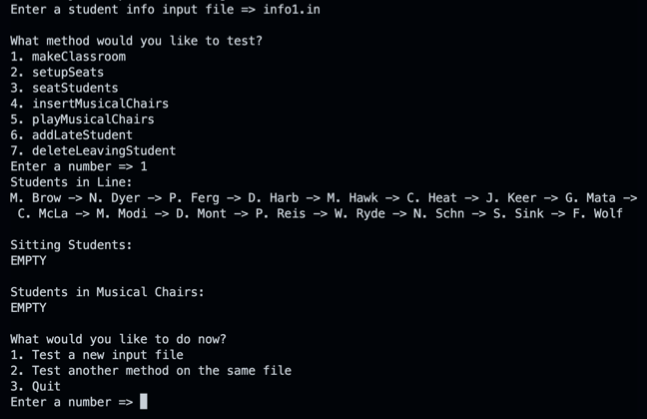 Enter a student info input file => info1.in
What method would you like to test?
1. makeClassroom
2. setupSeats
3. seatStudents
4. insertMusicalChairs
5. playMusicalChairs
6. addLateStudent
7. deleteLeavingStudent
Enter a number => 1
Students in Line:
M. Brow -> N. Dyer -> P. Ferg -> D. Harb -> M. Hawk -> C. Heat -> J. Keer -> G. Mata ->
C. McLa -> M. Modi -> D. Mont -> P. Reis -> W. Ryde -> N. Schn -> S. Sink -> F. Wolf
Sitting Students:
EMPTY
Students in Musical Chairs:
EMPTY
What would you like to do now?
1. Test a new input file
2. Test another method on the same file
3. Quit
Enter a number =>